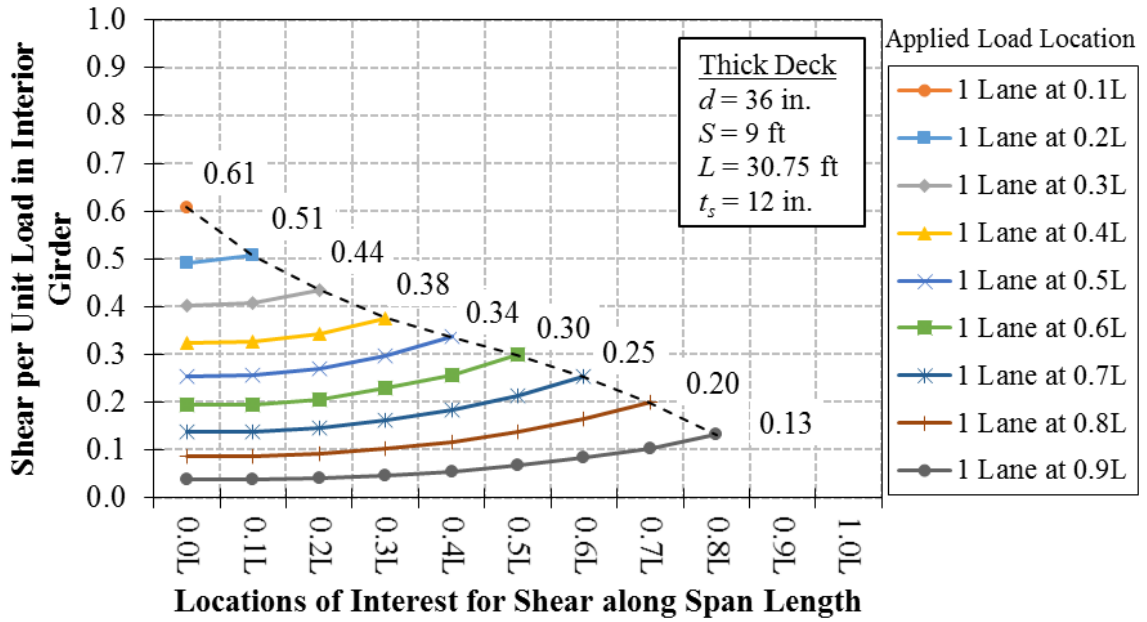 Shear per Unit Load in Interior
Girder
1.0
0.9
0.8
0.7
0.6
0.5
0.4
0.3
0.2
0.1
0.0
0.61
0.51
0.44
0.38
0.34
0.30
0.25
0.20
0.13
Thick Deck
d = 36 in.
S = 9 ft
L = 30.75 ft
tₛ = 12 in.
0.0L
0.1L
0.2L
0.3L
0.4L
0.5L
0.6L
0.7L
0.8L
0.9L
1.0L
Locations of Interest for Shear along Span Length
Applied Load Location
1 Lane at 0.1L
1 Lane at 0.2L
1 Lane at 0.3L
1 Lane at 0.4L
1 Lane at 0.5L
1 Lane at 0.6L
1 Lane at 0.7L
1 Lane at 0.8L
1 Lane at 0.9L